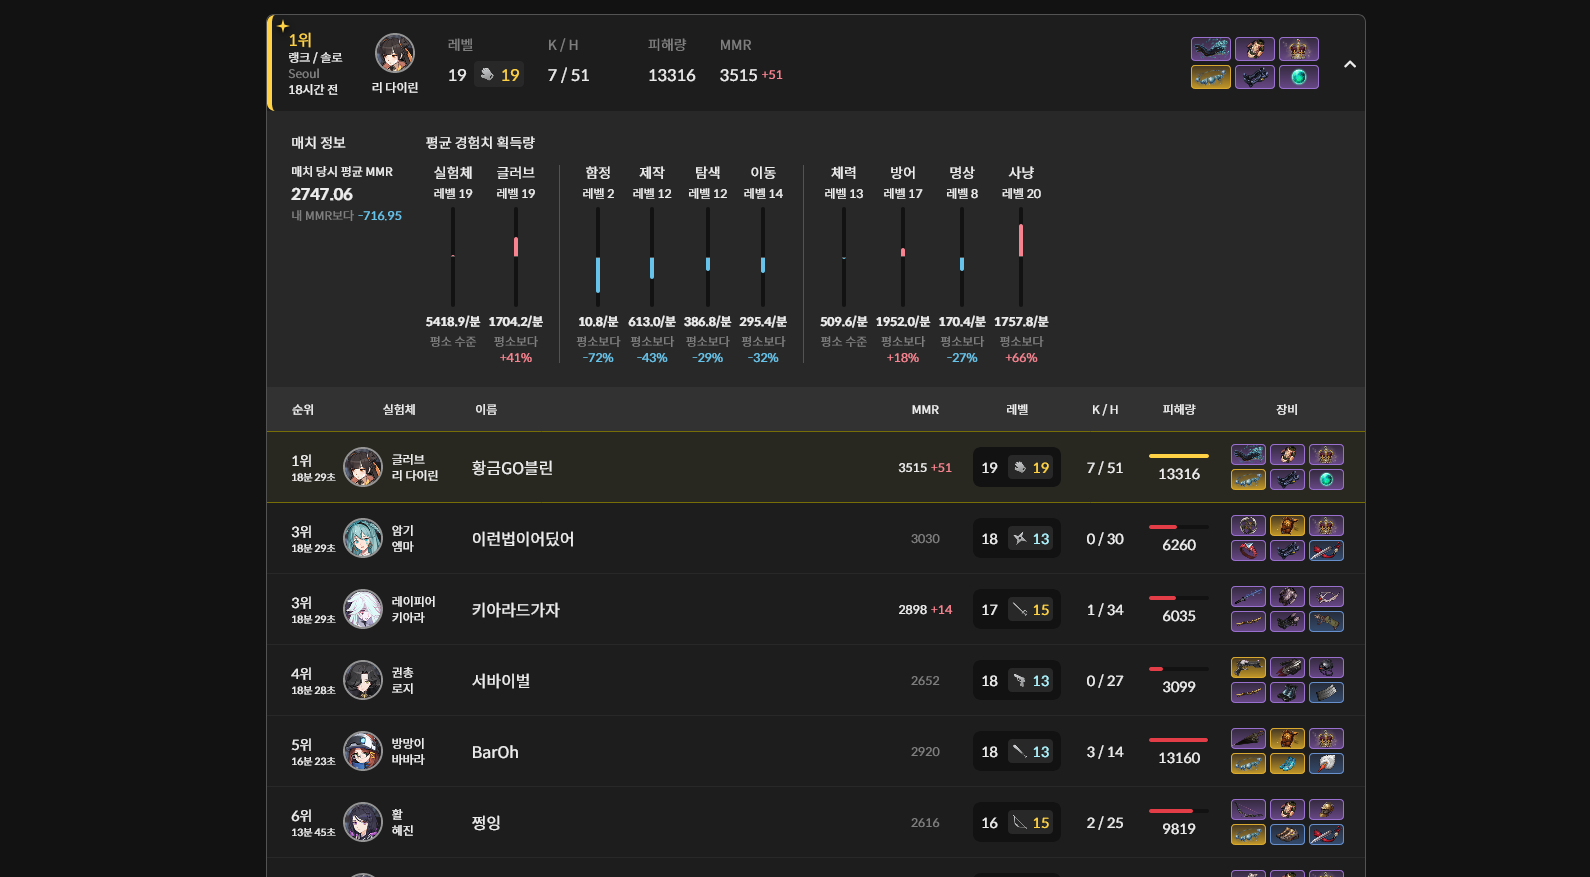 1위
랭크 / 솔로
Seoul
18시간 전
리 다이린
레벨
19 19
K / H
7 / 51
피해량
13316
MMR
3515 +51
매치 정보
매치 당시 평균 MMR
2747.06
내 MMR보다 -716.95
평균 경험치 획득량
실험체 글러브 함정 제작 탐색 이동 체력 방어 명상 사냥
레벨 19 레벨 19 레벨 2 레벨 12 레벨 12 레벨 14 레벨 13 레벨 17 레벨 8 레벨 20
5418.9/분 1704.2/분 10.8/분 613.0/분 386.8/분 295.4/분 509.6/분 1952.0/분 170.4/분 1757.8/분
평소 수준 평소보다 평소보다 평소보다 평소보다 평소보다 평소 수준 평소보다 평소보다 평소보다
+41% -72% -43% -29% -32% +18% -27% +66%
순위 실험체 이름 MMR 레벨 K / H 피해량 장비
1위
18분 29초
글러브
리 다이린
황금GO블린
3515 +51
19 19
7 / 51
13316
3위
18분 29초
암기
엠마
이런법이어딨어
3030
18 13
0 / 30
6260
3위
18분 29초
레이피어
키아라
키아라드가자
2898 +14
17 15
1 / 34
6035
4위
18분 28초
권총
로지
서바이벌
2652
18 13
0 / 27
3099
5위
16분 23초
방망이
바바라
BarOh
2920
18 13
3 / 14
13160
6위
13분 45초
활
혜진
쩡잉
2616
16 15
2 / 25
9819